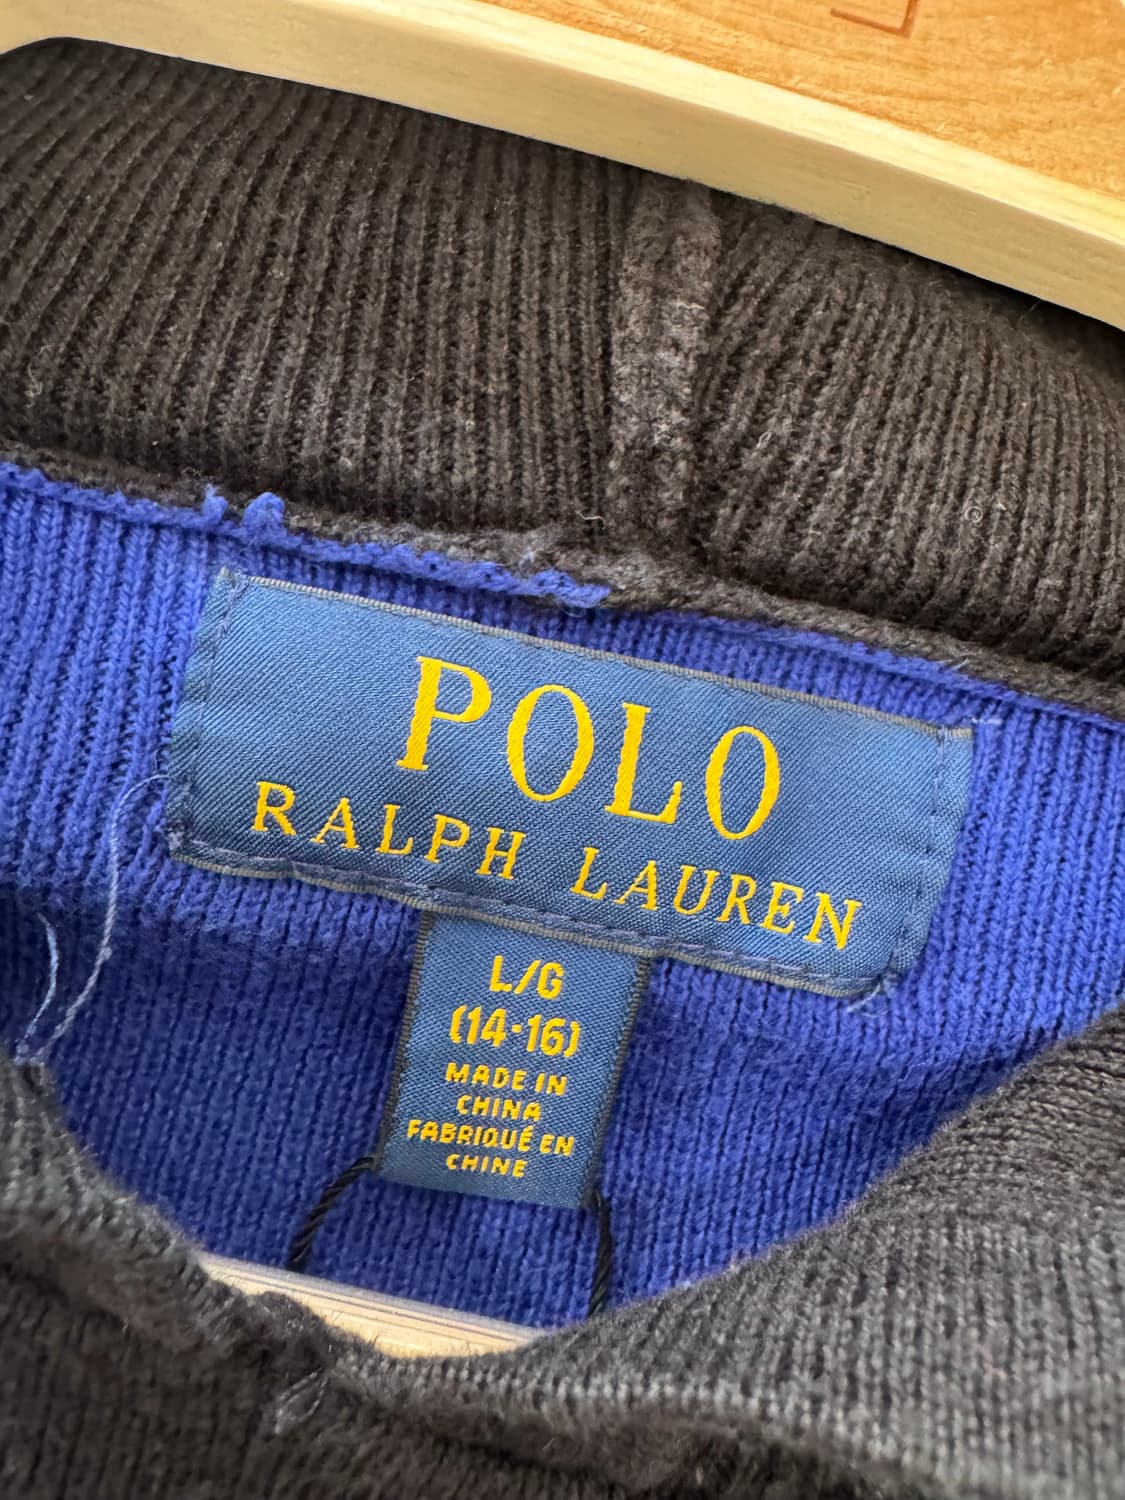 POLO
RALPH LAUREN
L/G
(14·16)
MADE IN
CHINA
FABRIQUÉ EN
CHINE